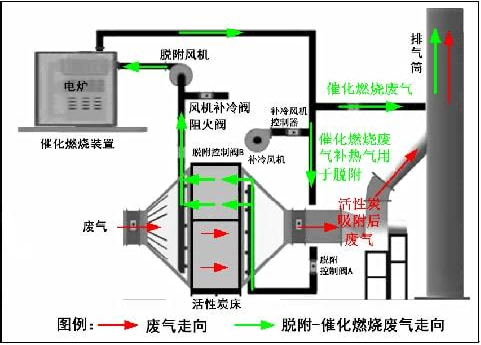 脱附风机
排
气
筒
电炉
催化燃烧废气
风机补冷阀
阻火阀
补冷风机
控制器
催化燃烧装置
脱附控制阀B
补冷风机
催化燃烧废
气补热气用
于脱附
活性炭
吸附后
废气
废气
脱附
控制阀A
活性炭床
图例:
废气走向
脱附-催化燃烧废气走向